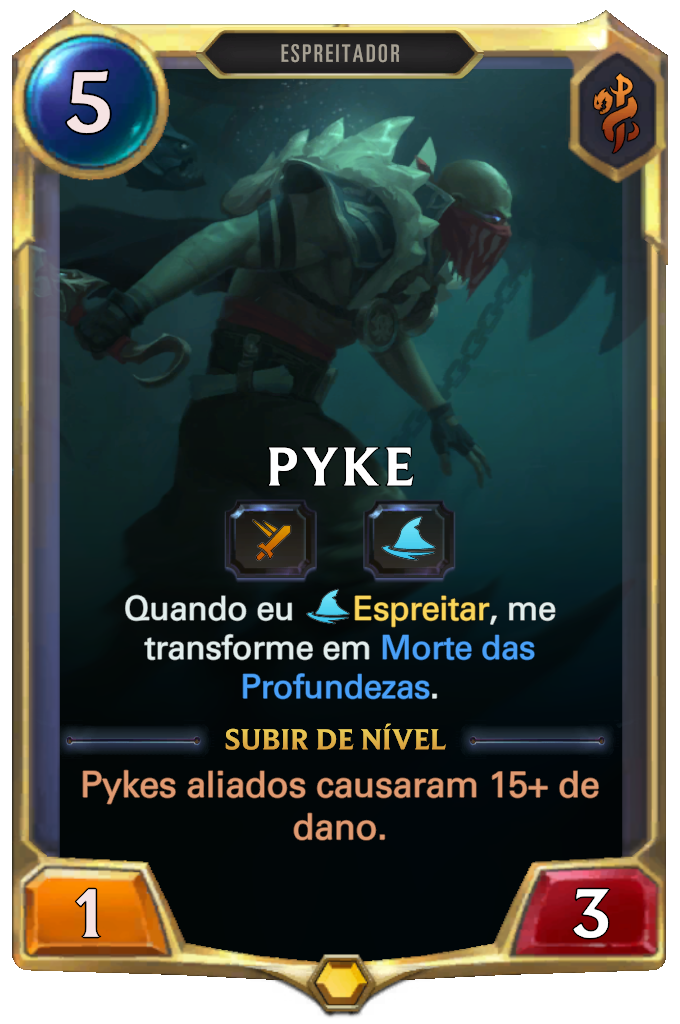 ESPREITADOR
5
PYKE
Quando eu Espreitar, me
transforme em Morte das
Profundezas.
SUBIR DE NÍVEL
Pykes aliados causaram 15+ de
dano.
1
3